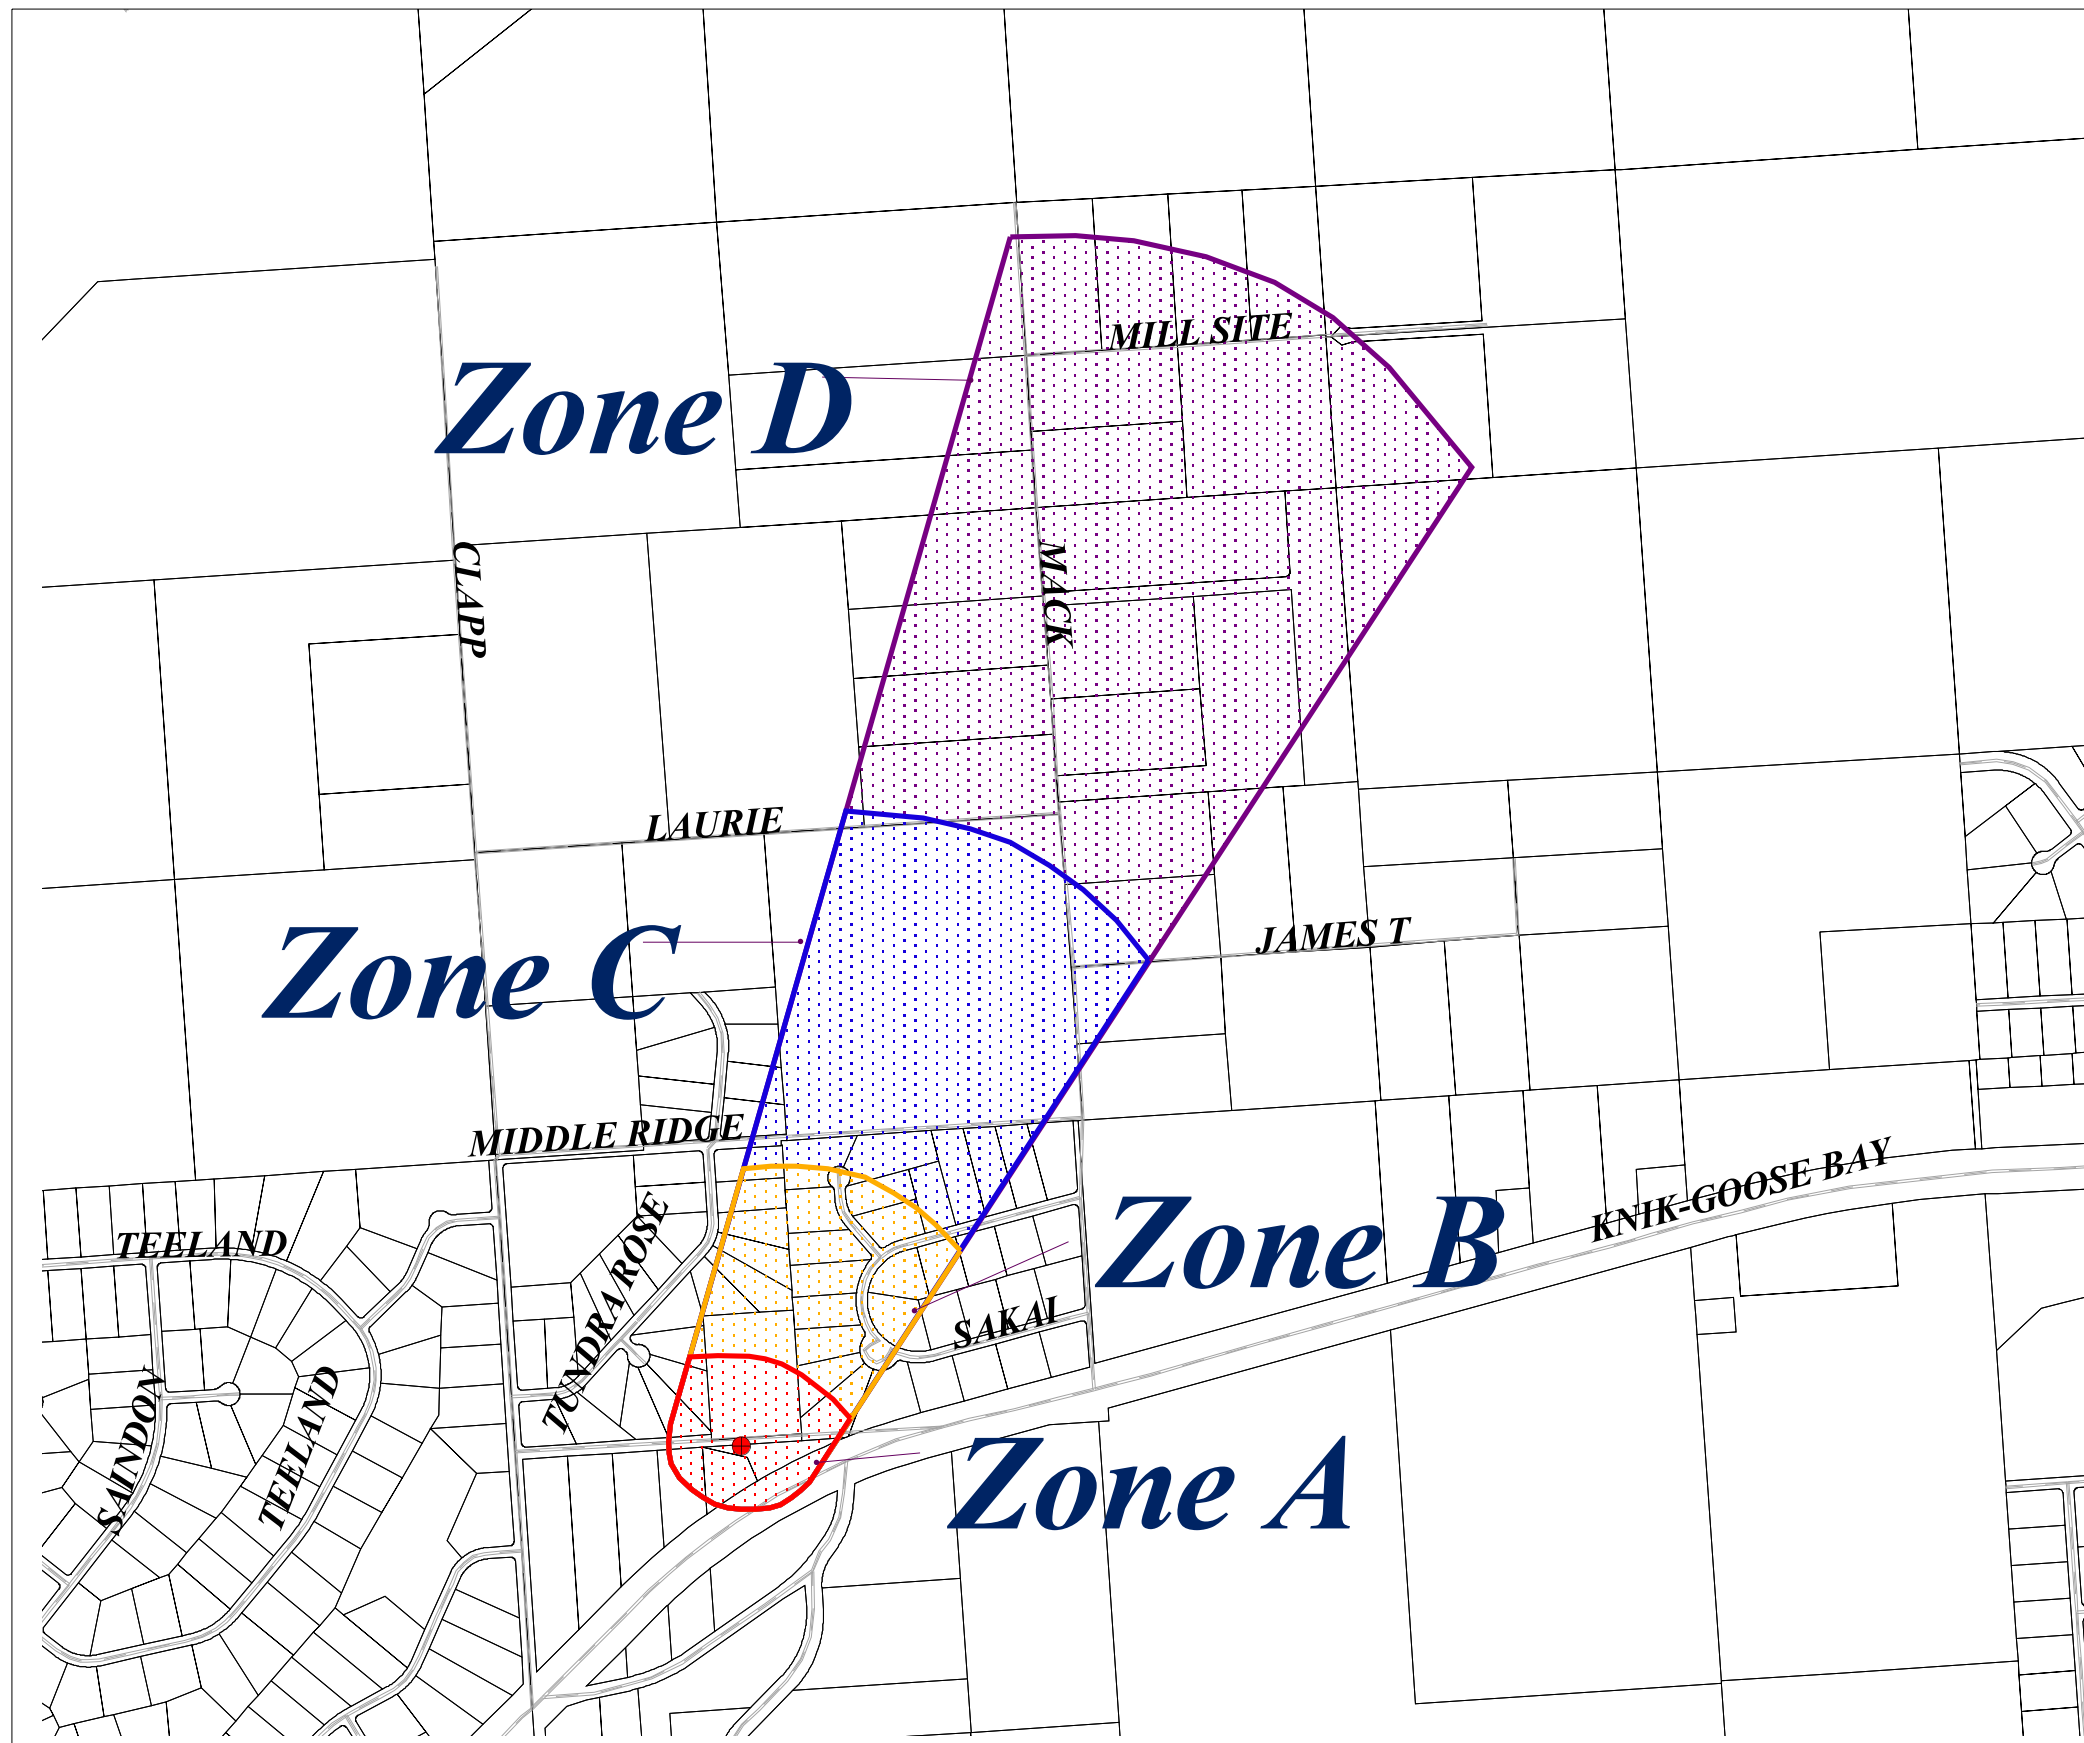 MILL SITE
Zone D
CLAPP
MACK
LAURIE
JAMES T
Zone C
MIDDLE RIDGE
KNIK-GOOSE BAY
TEELAND
TUNDRA ROSE
Zone B
SAKAI
SAINDON
TEELAND
Zone A